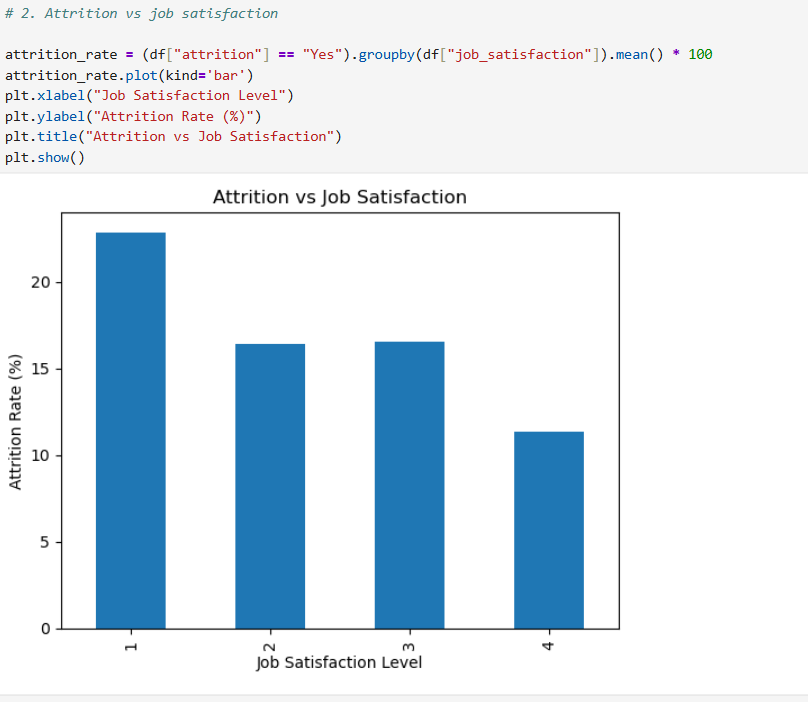 # 2. Attrition vs job satisfaction
attrition_rate = (df["attrition"] == "Yes").groupby(df["job_satisfaction"]).mean() * 100
attrition_rate.plot(kind='bar')
plt.xlabel("Job Satisfaction Level")
plt.ylabel("Attrition Rate (%)")
plt.title("Attrition vs Job Satisfaction")
plt.show()
Attrition vs Job Satisfaction
Attrition Rate (%)
20
15
10
5
0
1 2 3 4
Job Satisfaction Level